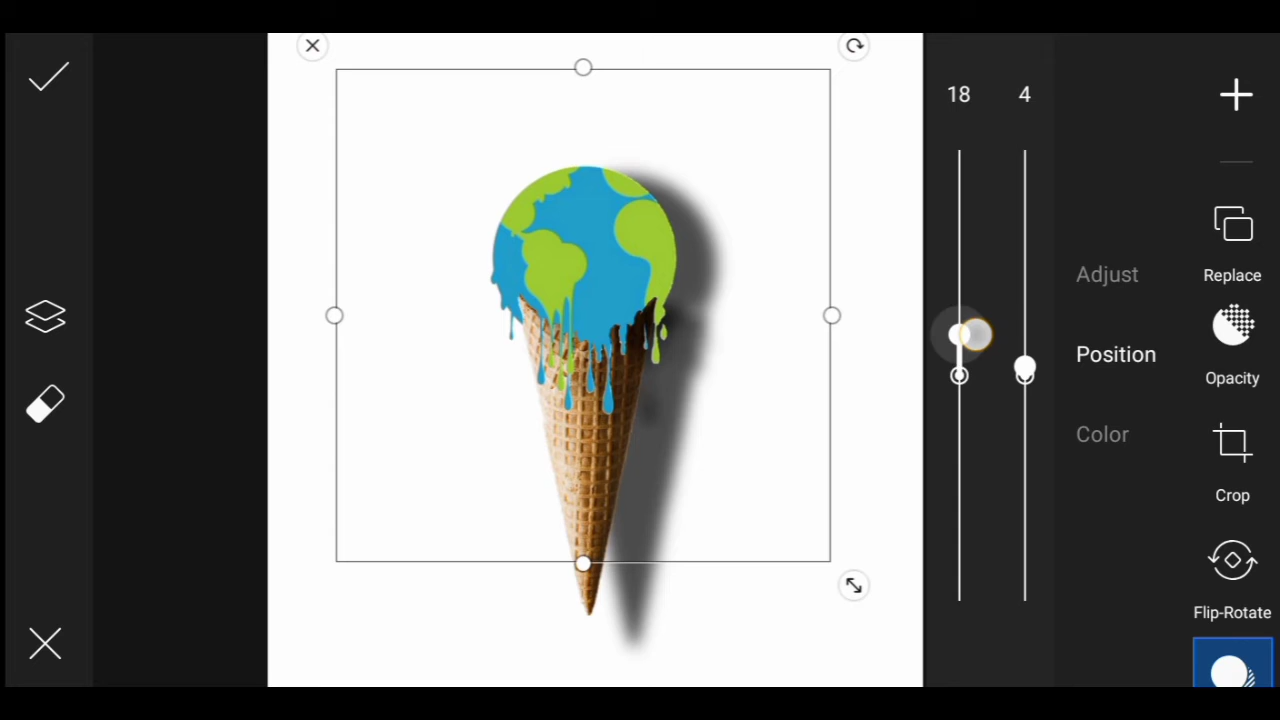 18 4
Adjust
Position
Color
Replace
Opacity
Crop
Flip-Rotate